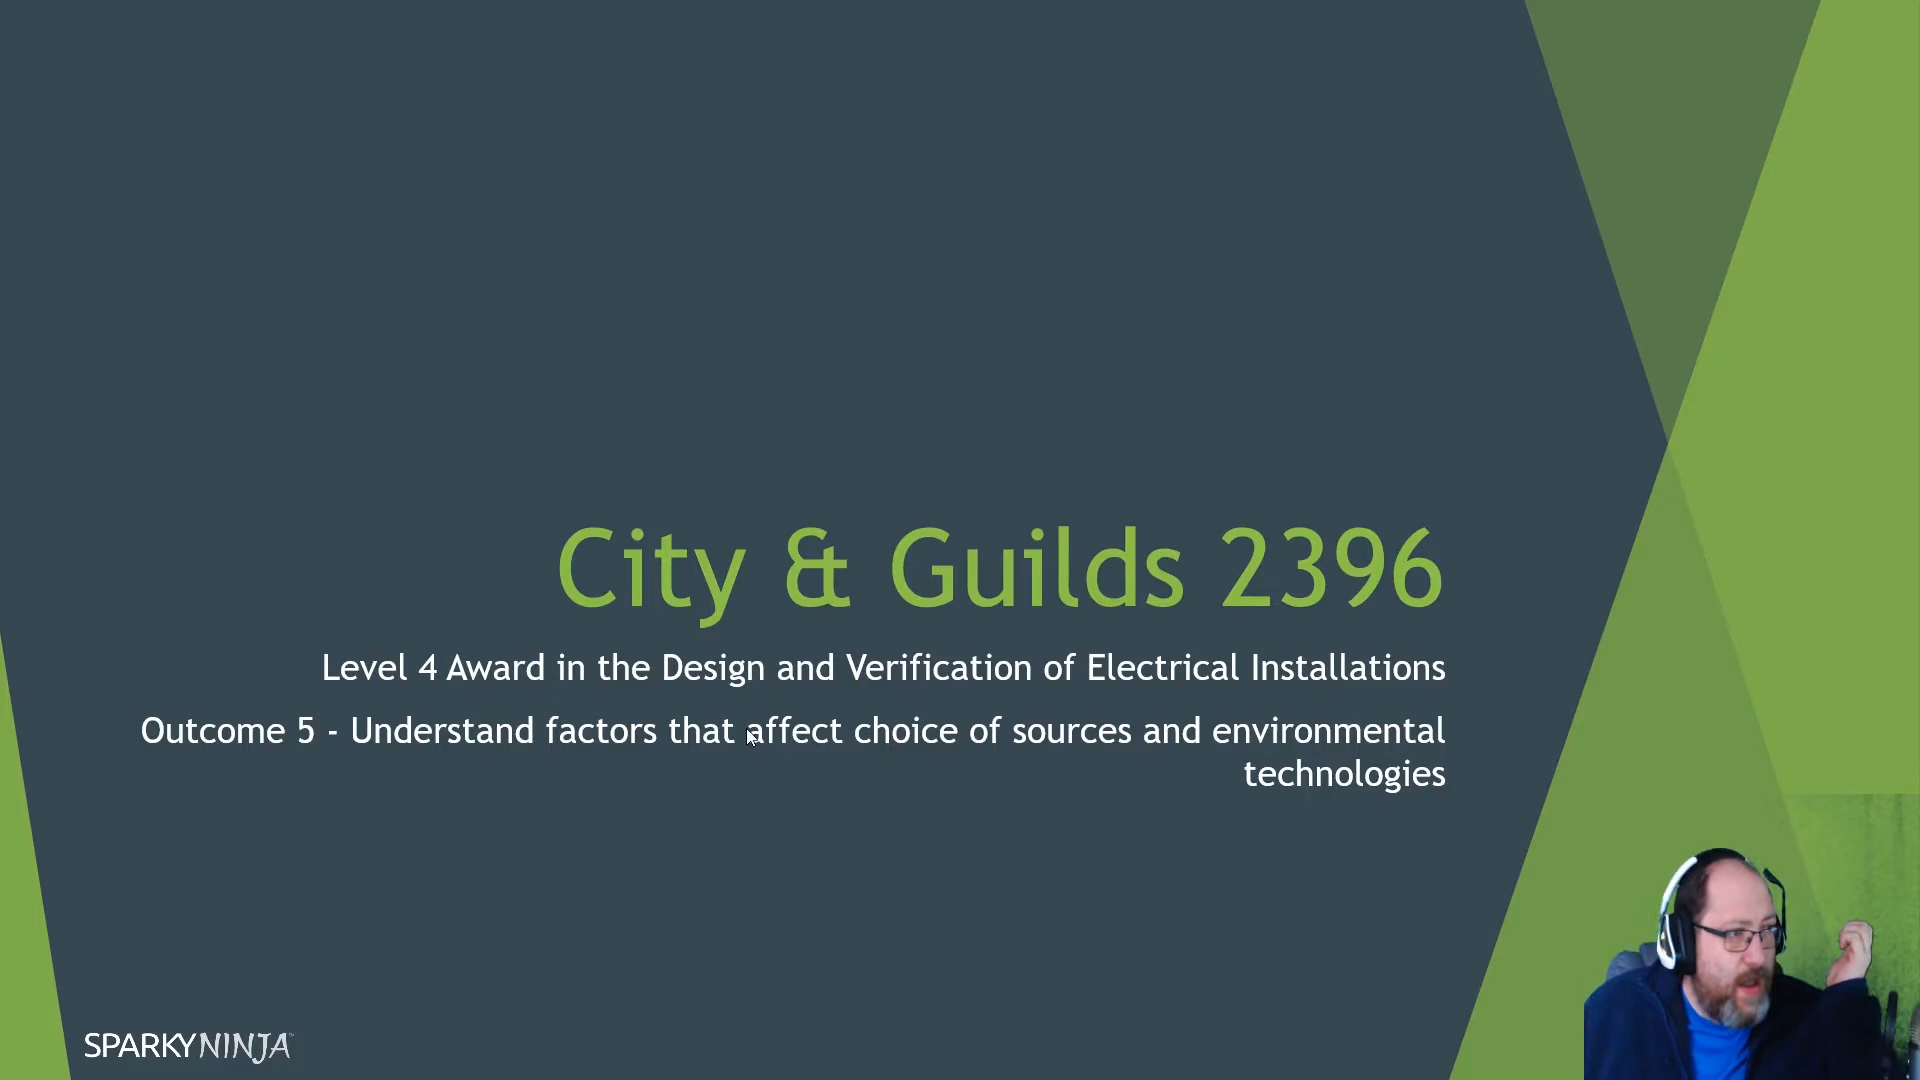 City & Guilds 2396
Level 4 Award in the Design and Verification of Electrical Installations
Outcome 5 - Understand factors that affect choice of sources and environmental
technologies
SPARKYNINJA